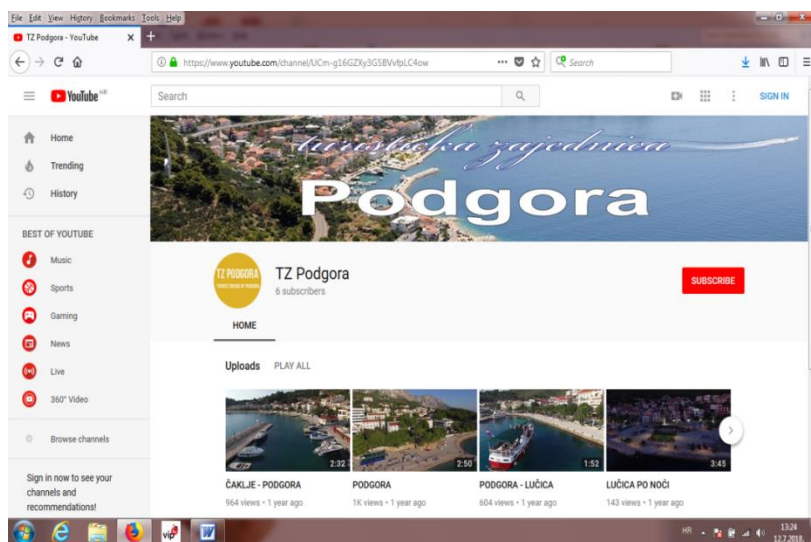 File Edit View History Bookmarks Tools Help
TZ Podgora - YouTube
https://www.youtube.com/channel/UCm-g16GZXy3G5BVvfpLC4ow
Search
YouTube HR
Search
SIGN IN
Home
Trending
History
BEST OF YOUTUBE
Music
Sports
Gaming
News
Live
360° Video
Browse channels
Sign in now to see your
channels and
recommendations!
turistička zajednica
Podgora
TZ PODGORA
TZ Podgora
6 subscribers
SUBSCRIBE
HOME
Uploads PLAY ALL
2:32
2:50
1:52
3:45
ČAKLJE - PODGORA
964 views • 1 year ago
PODGORA
1K views • 1 year ago
PODGORA - LUČICA
604 views • 1 year ago
LUČICA PO NOĆI
143 views • 1 year ago
vip
HR
13:24
12.7.2018.